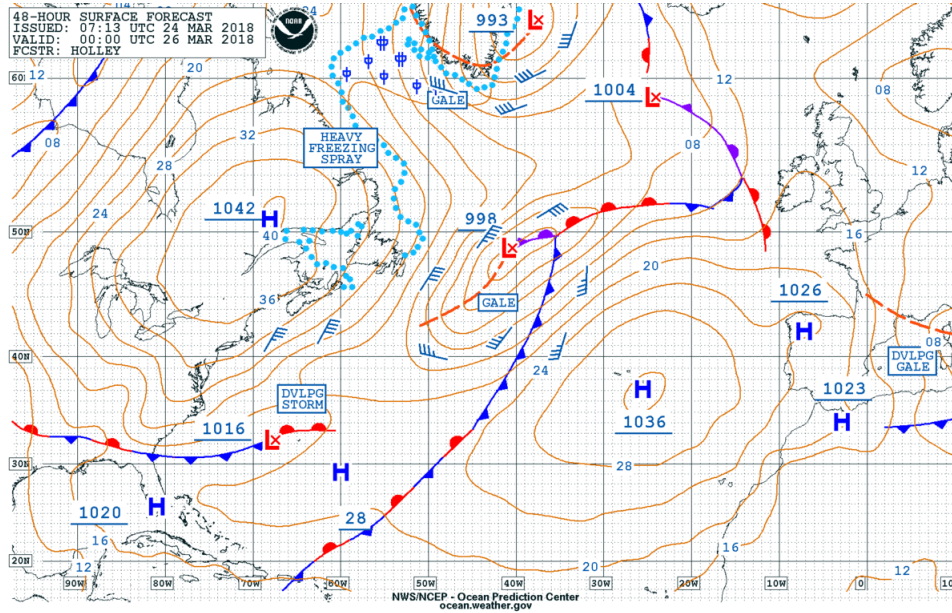 48-HOUR SURFACE FORECAST
ISSUED: 07:13 UTC 24 MAR 2018
VALID: 00:00 UTC 26 MAR 2018
FCSTR: HOLLEY
NOAA
993
L
12
20
60N
GALE
1004
L
12
08
08
32
HEAVY
FREEZING
SPRAY
08
28
12
24
1042
H
998
16
50N
40
L
20
36
GALE
1026
H
08
40N
24
DVLPG
GALE
DVLPG
STORM
H
1023
1036
H
1016
L
30N
H
28
H
1020
28
16
16
20N
12
20
12
90W
80W
70W
60W
50W
40W
30W
20W
10W
0
10
NWS/NCEP - Ocean Prediction Center
ocean.weather.gov